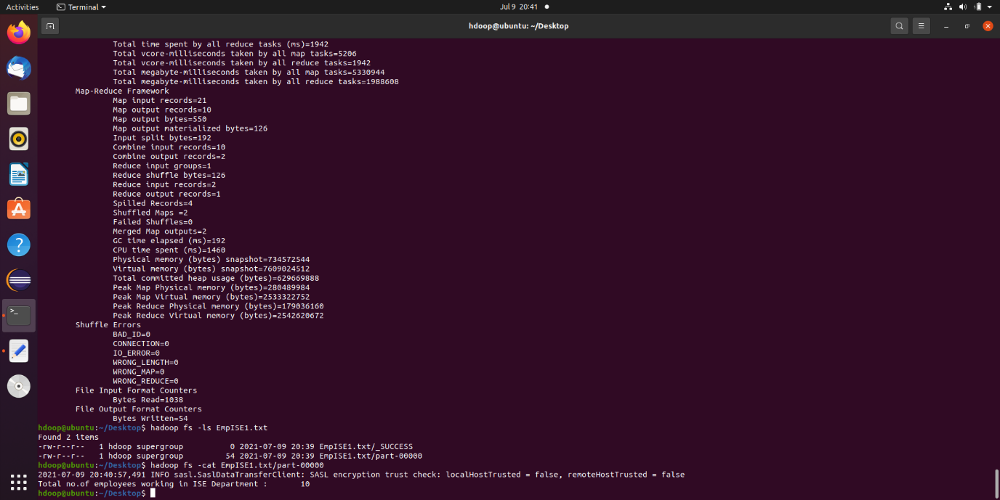 Activities Terminal Jul 9 20:41
hdoop@ubuntu: ~/Desktop
Total time spent by all reduce tasks (ms)=1942
Total vcore-milliseconds taken by all map tasks=5206
Total vcore-milliseconds taken by all reduce tasks=1942
Total megabyte-milliseconds taken by all map tasks=5330944
Total megabyte-milliseconds taken by all reduce tasks=1988608
Map-Reduce Framework
Map input records=21
Map output records=10
Map output bytes=550
Map output materialized bytes=126
Input split bytes=192
Combine input records=10
Combine output records=2
Reduce input groups=1
Reduce shuffle bytes=126
Reduce input records=2
Reduce output records=1
Spilled Records=4
Shuffled Maps =2
Failed Shuffles=0
Merged Map outputs=2
GC time elapsed (ms)=192
CPU time spent (ms)=1460
Physical memory (bytes) snapshot=734572544
Virtual memory (bytes) snapshot=7609024512
Total committed heap usage (bytes)=629669888
Peak Map Physical memory (bytes)=280489984
Peak Map Virtual memory (bytes)=2533322752
Peak Reduce Physical memory (bytes)=179036160
Peak Reduce Virtual memory (bytes)=2542620672
Shuffle Errors
BAD_ID=0
CONNECTION=0
IO_ERROR=0
WRONG_LENGTH=0
WRONG_MAP=0
WRONG_REDUCE=0
File Input Format Counters
Bytes Read=1038
File Output Format Counters
Bytes Written=54
hdoop@ubuntu:~/Desktop$ hadoop fs -ls EmpISE1.txt
Found 2 items
-rw-r--r--   1 hdoop supergroup          0 2021-07-09 20:39 EmpISE1.txt/_SUCCESS
-rw-r--r--   1 hdoop supergroup         54 2021-07-09 20:39 EmpISE1.txt/part-00000
hdoop@ubuntu:~/Desktop$ hadoop fs -cat EmpISE1.txt/part-00000
2021-07-09 20:40:57,491 INFO sasl.SaslDataTransferClient: SASL encryption trust check: localHostTrusted = false, remoteHostTrusted = false
Total no.of employees working in ISE Department :       10
hdoop@ubuntu:~/Desktop$